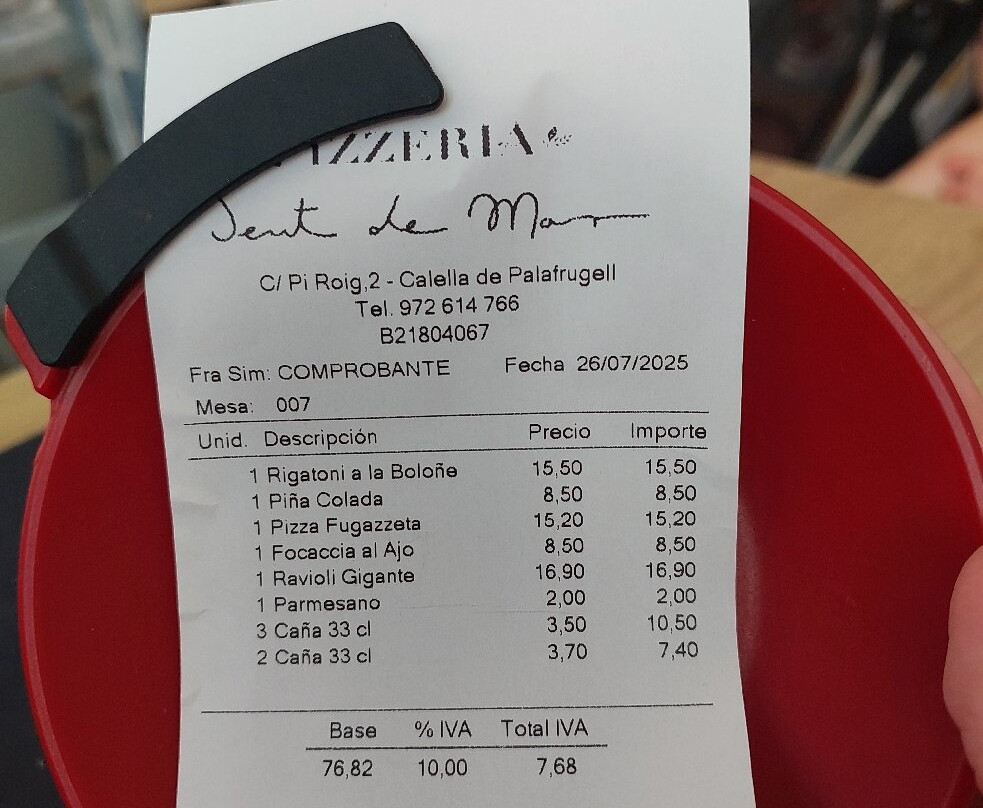 PIZZERIA
Vent de Mar
C/ Pi Roig,2 - Calella de Palafrugell
Tel. 972 614 766
B21804067
Fra Sim: COMPROBANTE Fecha 26/07/2025
Mesa: 007
Unid. Descripción Precio Importe
1 Rigatoni a la Boloñe 15,50 15,50
1 Piña Colada 8,50 8,50
1 Pizza Fugazzeta 15,20 15,20
1 Focaccia al Ajo 8,50 8,50
1 Ravioli Gigante 16,90 16,90
1 Parmesano 2,00 2,00
3 Caña 33 cl 3,50 10,50
2 Caña 33 cl 3,70 7,40
Base % IVA Total IVA
76,82 10,00 7,68